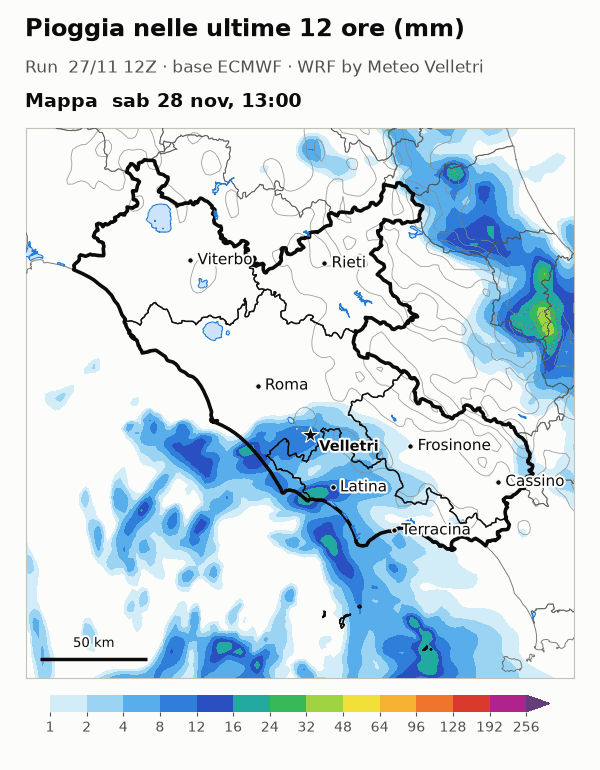 Pioggia nelle ultime 12 ore (mm)
Run  27/11 12Z · base ECMWF · WRF by Meteo Velletri
Mappa  sab 28 nov, 13:00
Viterbo
Rieti
Roma
Velletri
Frosinone
Latina
Cassino
Terracina
50 km
1 2 4 8 12 16 24 32 48 64 96 128 192 256